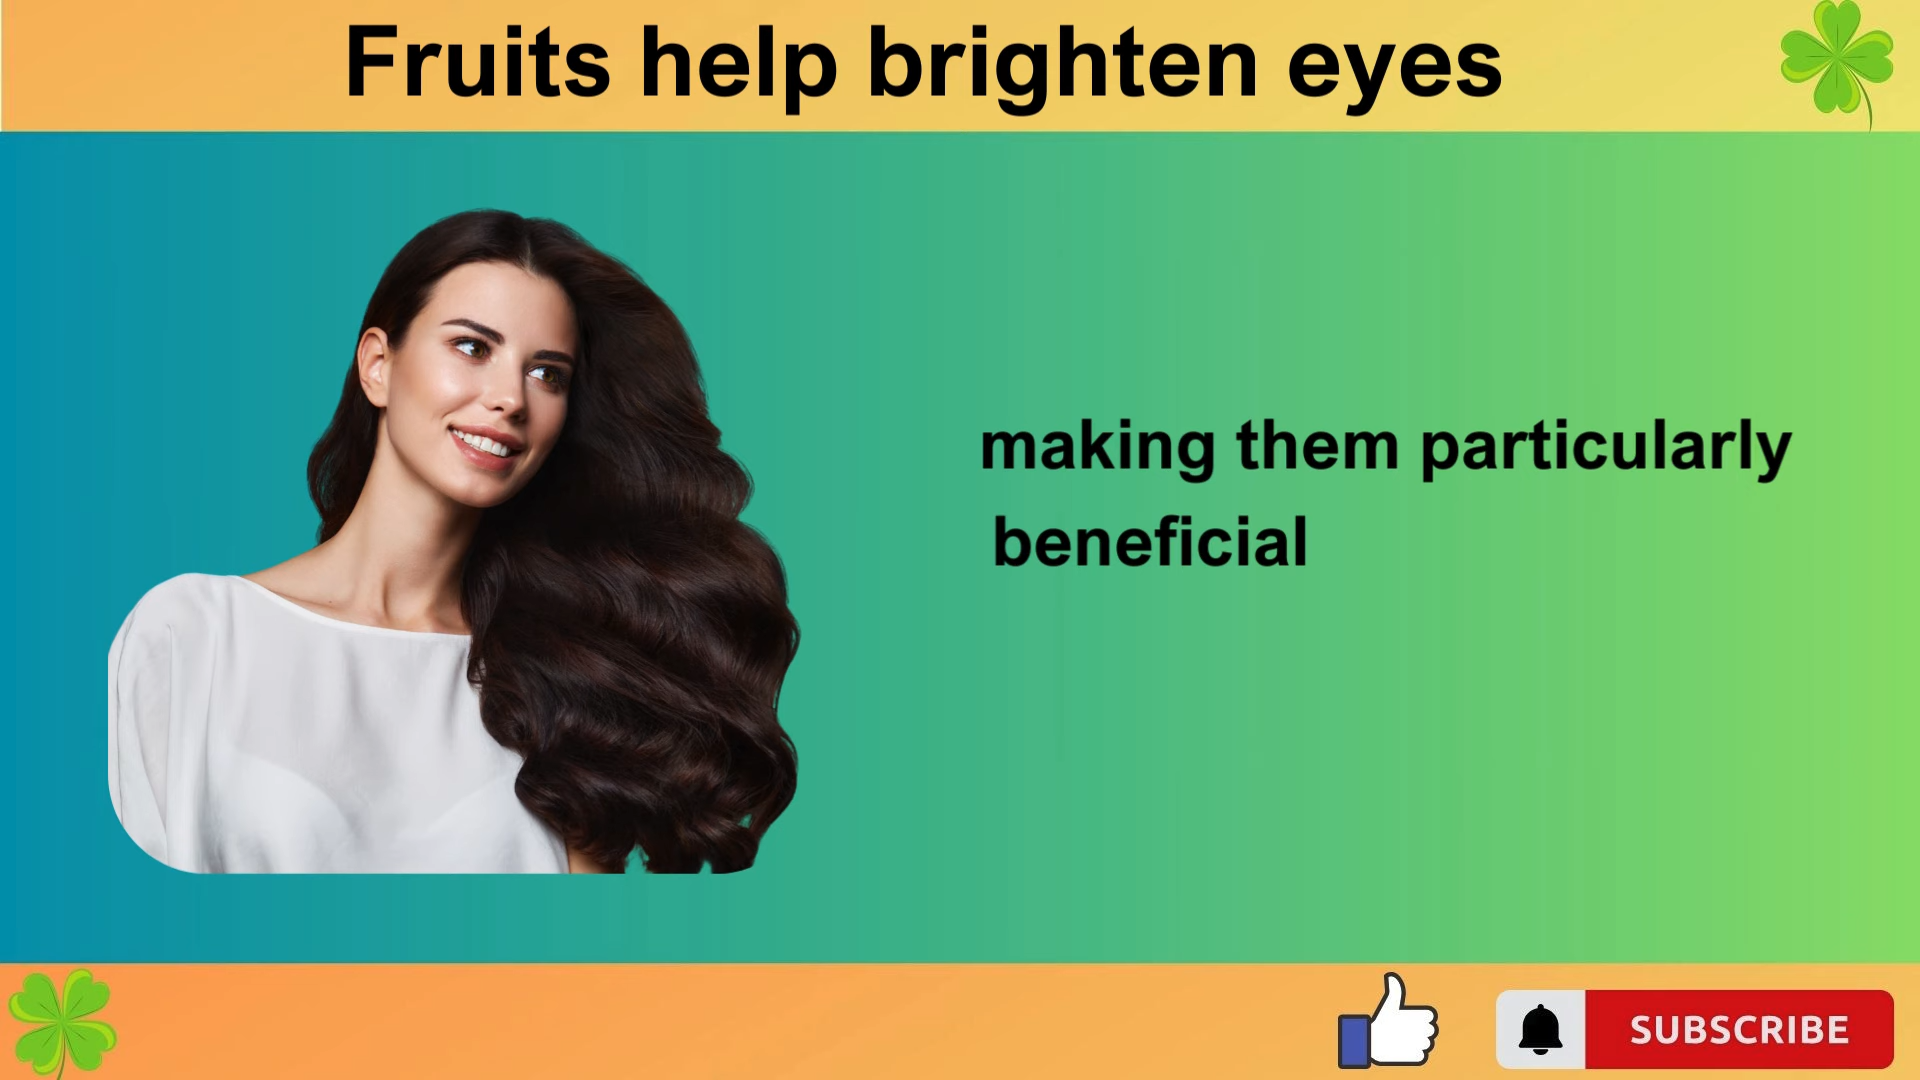 Fruits help brighten eyes
making them particularly
beneficial
SUBSCRIBE